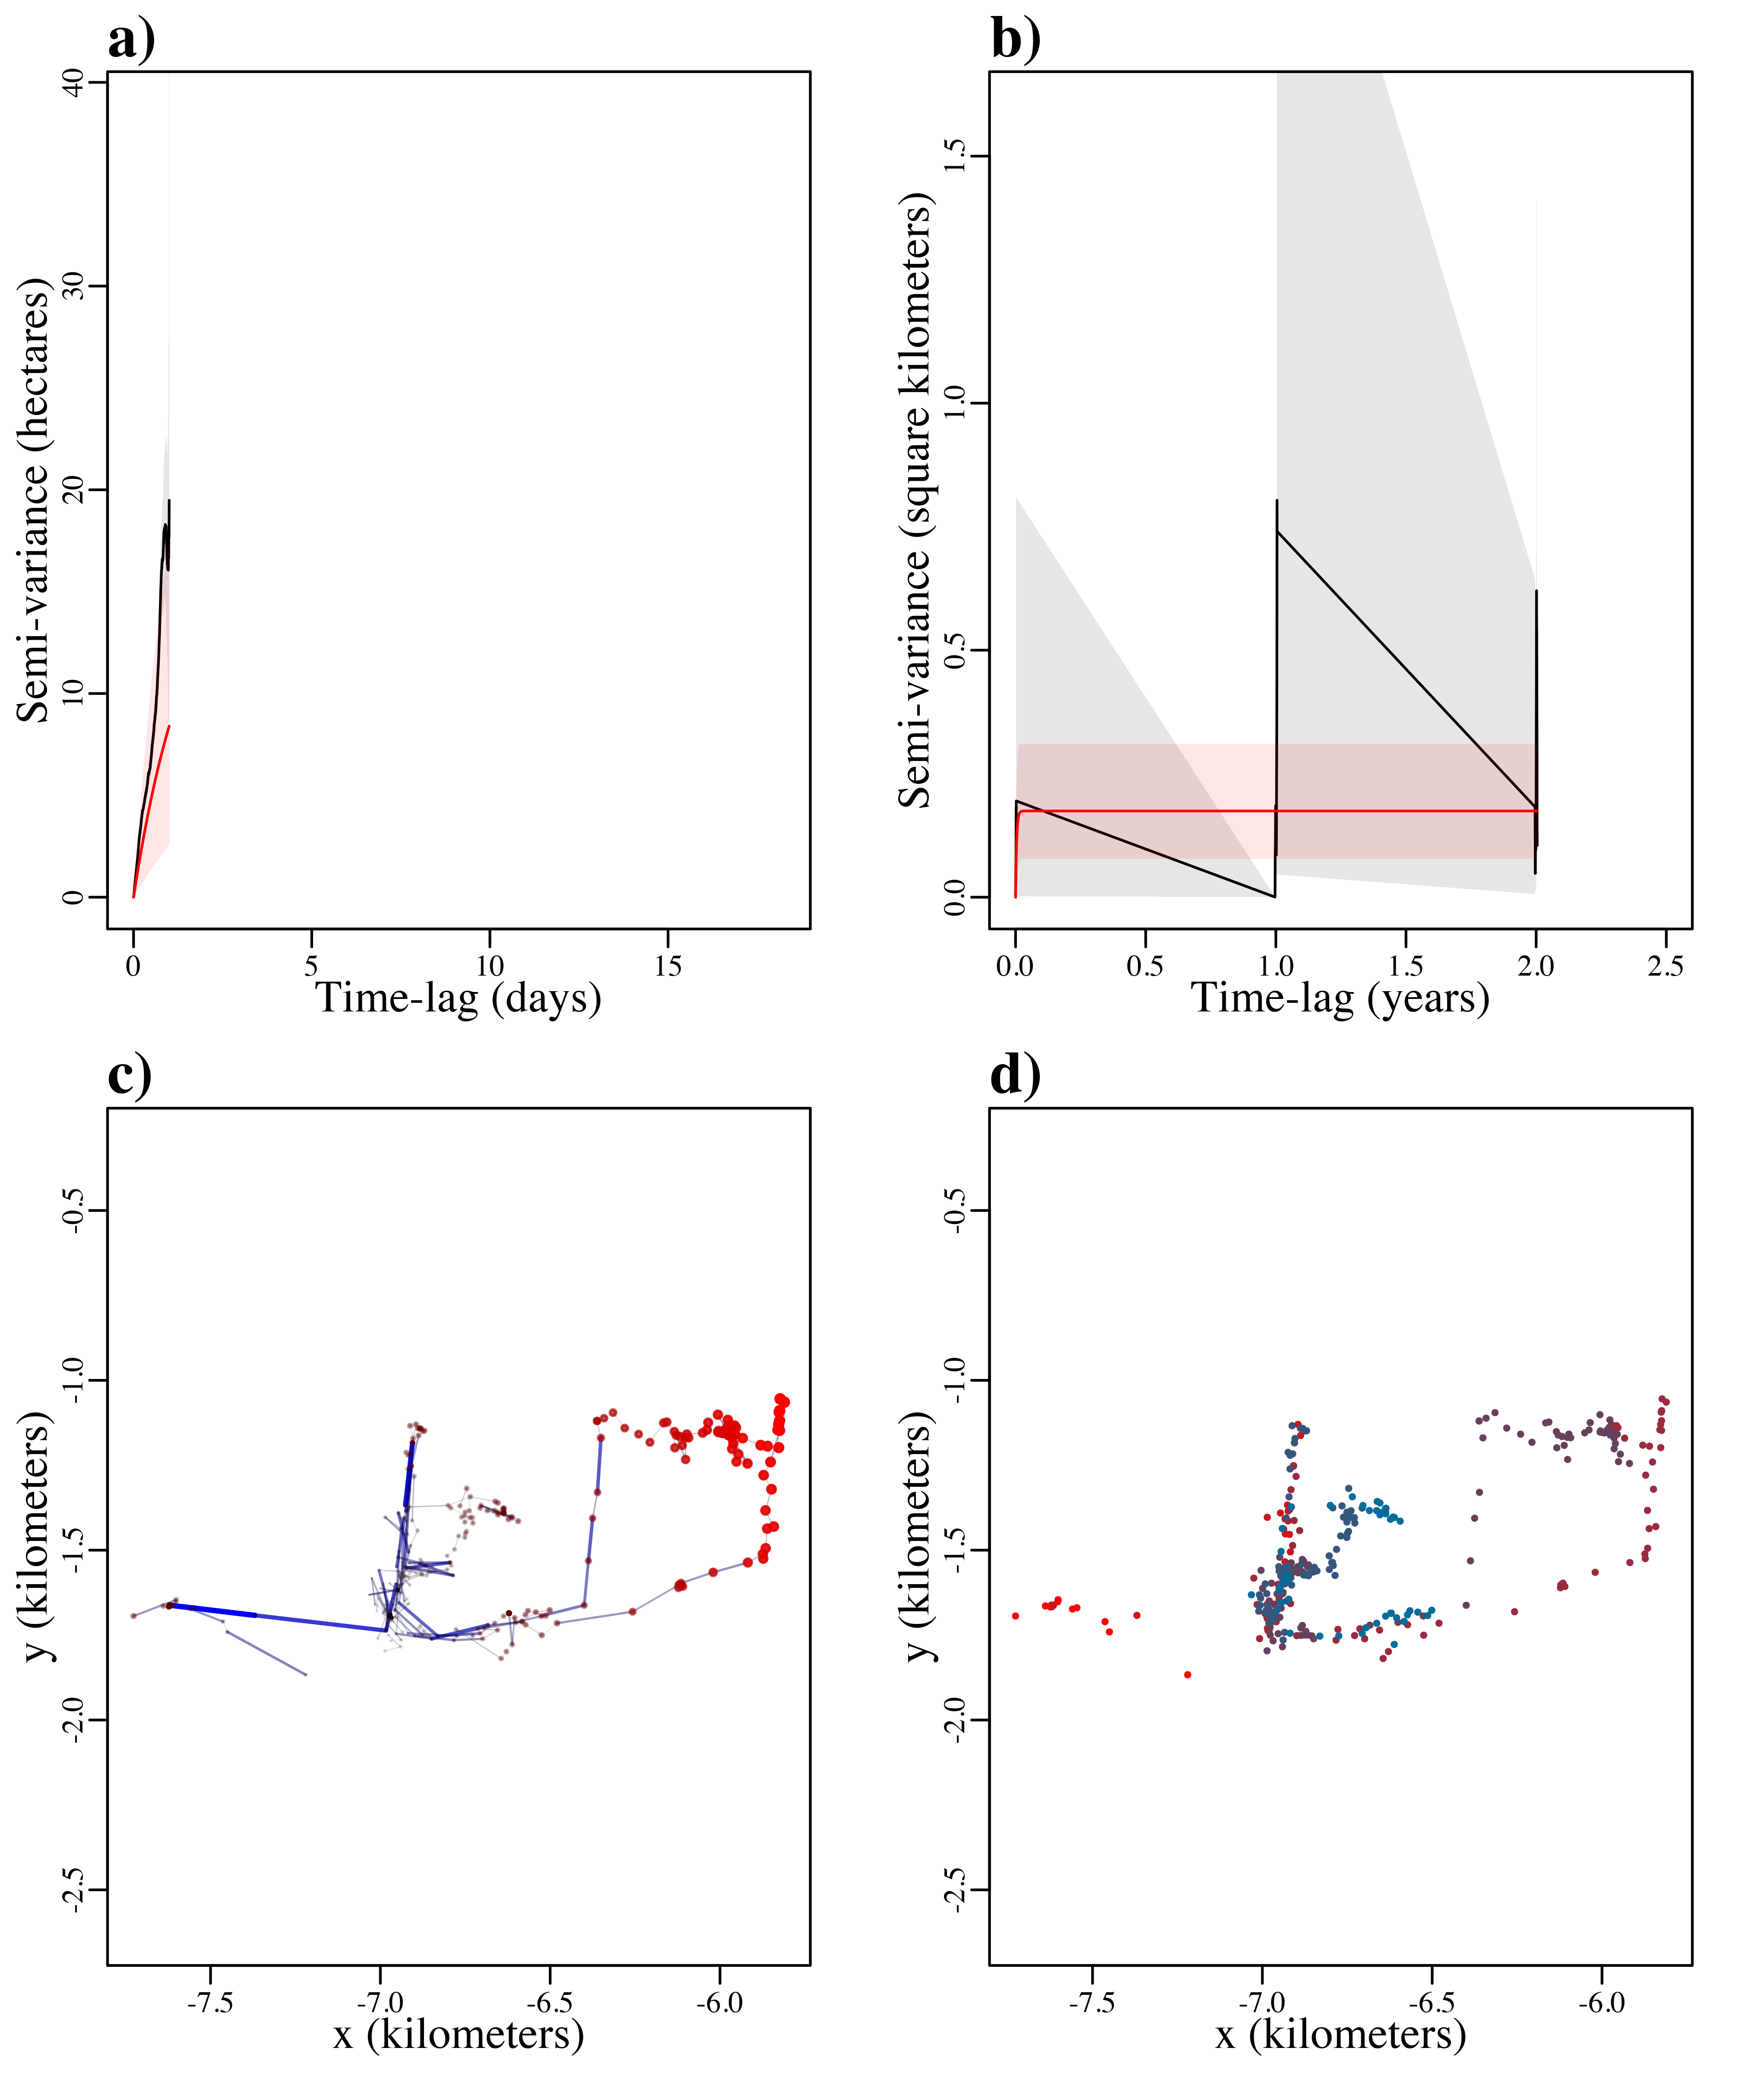 a)
40
30
20
10
0
Semi-variance (hectares)
0 5 10 15
Time-lag (days)
b)
1.5
1.0
0.5
0.0
Semi-variance (square kilometers)
0.0 0.5 1.0 1.5 2.0 2.5
Time-lag (years)
c)
-0.5
-1.0
-1.5
-2.0
-2.5
y (kilometers)
-7.5 -7.0 -6.5 -6.0
x (kilometers)
d)
-0.5
-1.0
-1.5
-2.0
-2.5
y (kilometers)
-7.5 -7.0 -6.5 -6.0
x (kilometers)